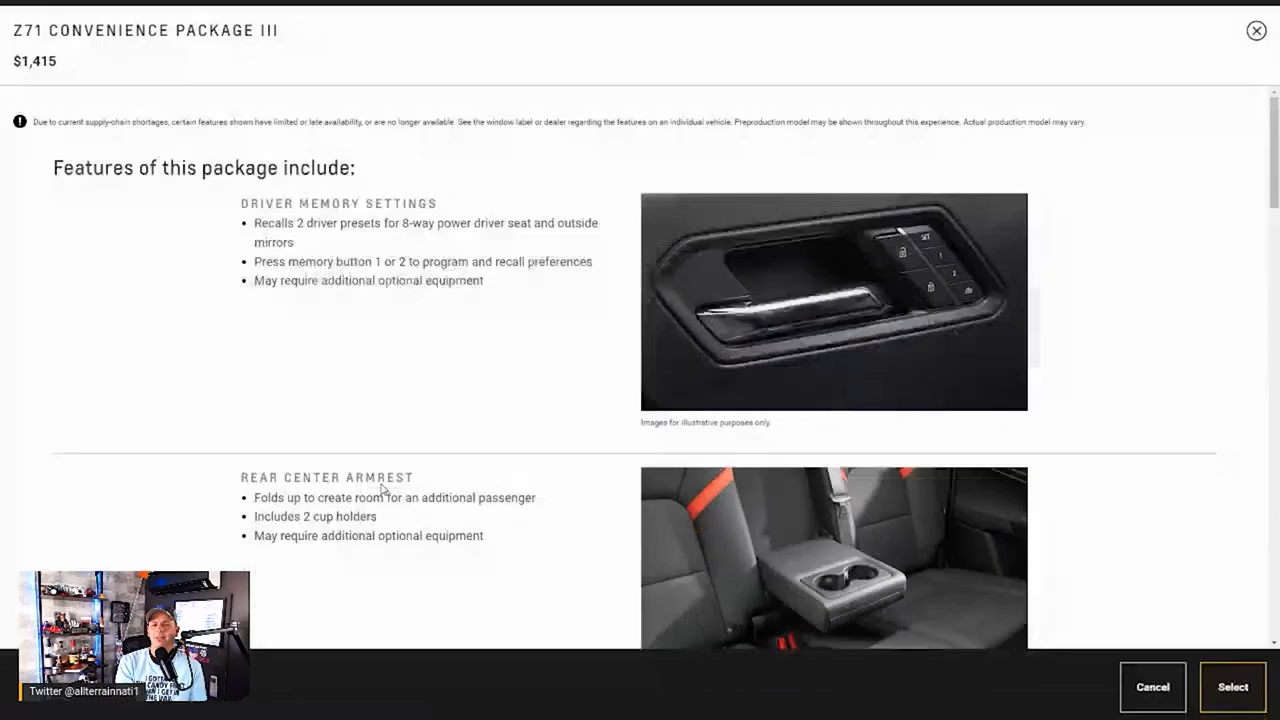 Z71 CONVENIENCE PACKAGE III
$1,415
Due to current supply-chain shortages, certain features shown have limited or late availability, or are no longer available. See the window label or dealer regarding the features on an individual vehicle. Preproduction model may be shown throughout this experience. Actual production model may vary.
Features of this package include:
DRIVER MEMORY SETTINGS
• Recalls 2 driver presets for 8-way power driver seat and outside
mirrors
• Press memory button 1 or 2 to program and recall preferences
• May require additional optional equipment
SET
1
2
Images for illustrative purposes only.
REAR CENTER ARMREST
• Folds up to create room for an additional passenger
• Includes 2 cup holders
• May require additional optional equipment
I GOTTA
Twitter @allterrainnati1
Cancel
Select